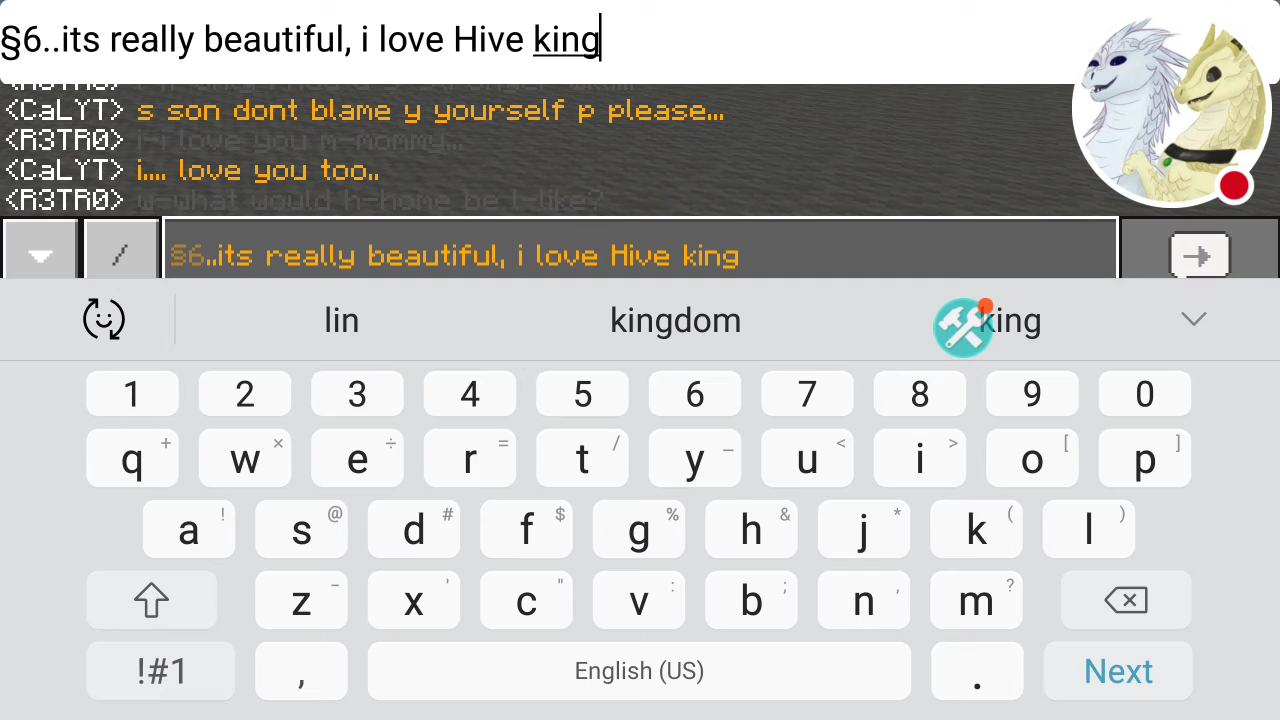 §6..its really beautiful, i love Hive king
<CaLYT> s son dont blame y yourself p please...
<R3TR0> i-i love you m-mommy...
<CaLYT> i.... love you too..
<R3TR0> w-what would h-home be l-like?
/ §6..its really beautiful, i love Hive king
lin kingdom king
1 2 3 4 5 6 7 8 9 0
q + w × e ÷ r = t / y _ u < i > o [ p ]
a ! s @ d # f $ g % h & j * k ( l )
z - x ' c " v : b ; n , m ?
!#1 , English (US) . Next